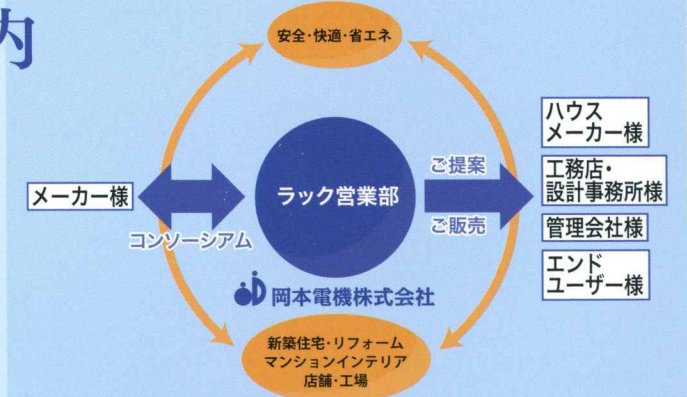 内
安全・快適・省エネ
メーカー様
コンソーシアム
ラック営業部
岡本電機株式会社
ご提案
ご販売
ハウス
メーカー様
工務店・
設計事務所様
管理会社様
エンド
ユーザー様
新築住宅・リフォーム
マンションインテリア
店舗・工場